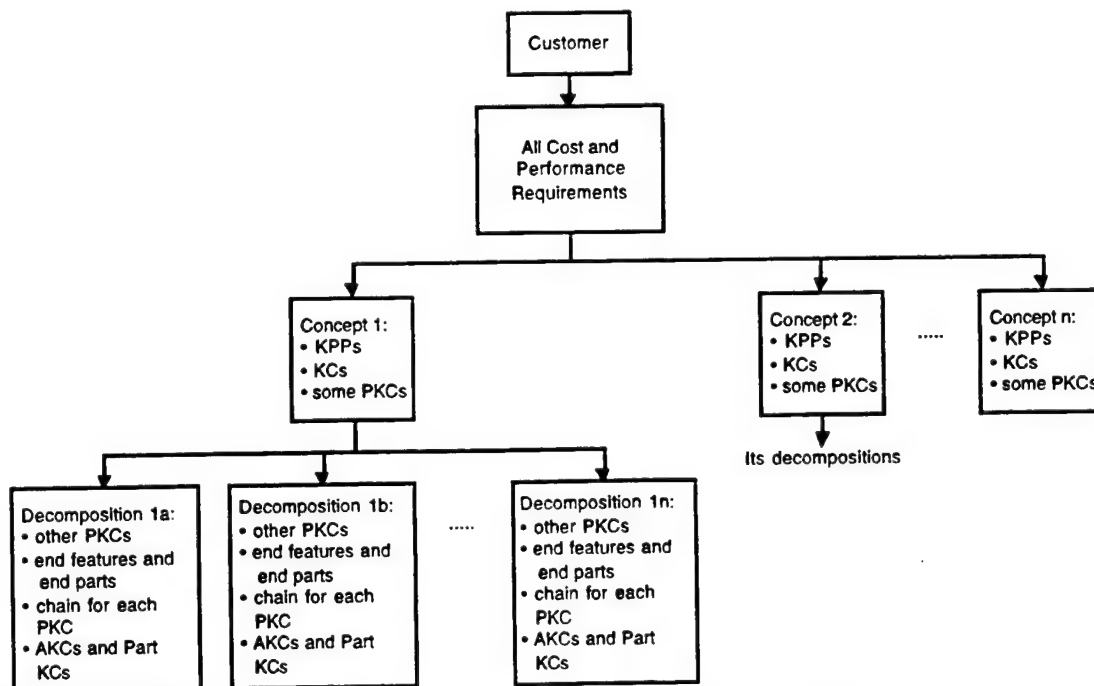 Customer
All Cost and
Performance
Requirements
Concept 1:
• KPPs
• KCs
• some PKCs
Concept 2:
• KPPs
• KCs
• some PKCs
.....
Concept n:
• KPPs
• KCs
• some PKCs
Its decompositions
Decomposition 1a:
• other PKCs
• end features and
end parts
• chain for each
PKC
• AKCs and Part
KCs
Decomposition 1b:
• other PKCs
• end features and
end parts
• chain for each
PKC
• AKCs and Part
KCs
.....
Decomposition 1n:
• other PKCs
• end features and
end parts
• chain for each
PKC
• AKCs and Part
KCs